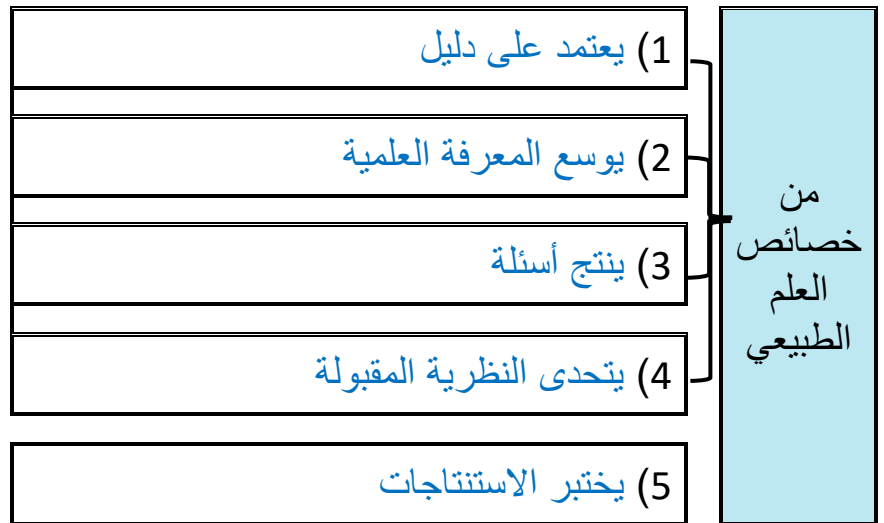 من
خصائص
العلم
الطبيعي
1) يعتمد على دليل
2) يوسع المعرفة العلمية
3) ينتج أسئلة
4) يتحدى النظرية المقبولة
5) يختبر الاستنتاجات